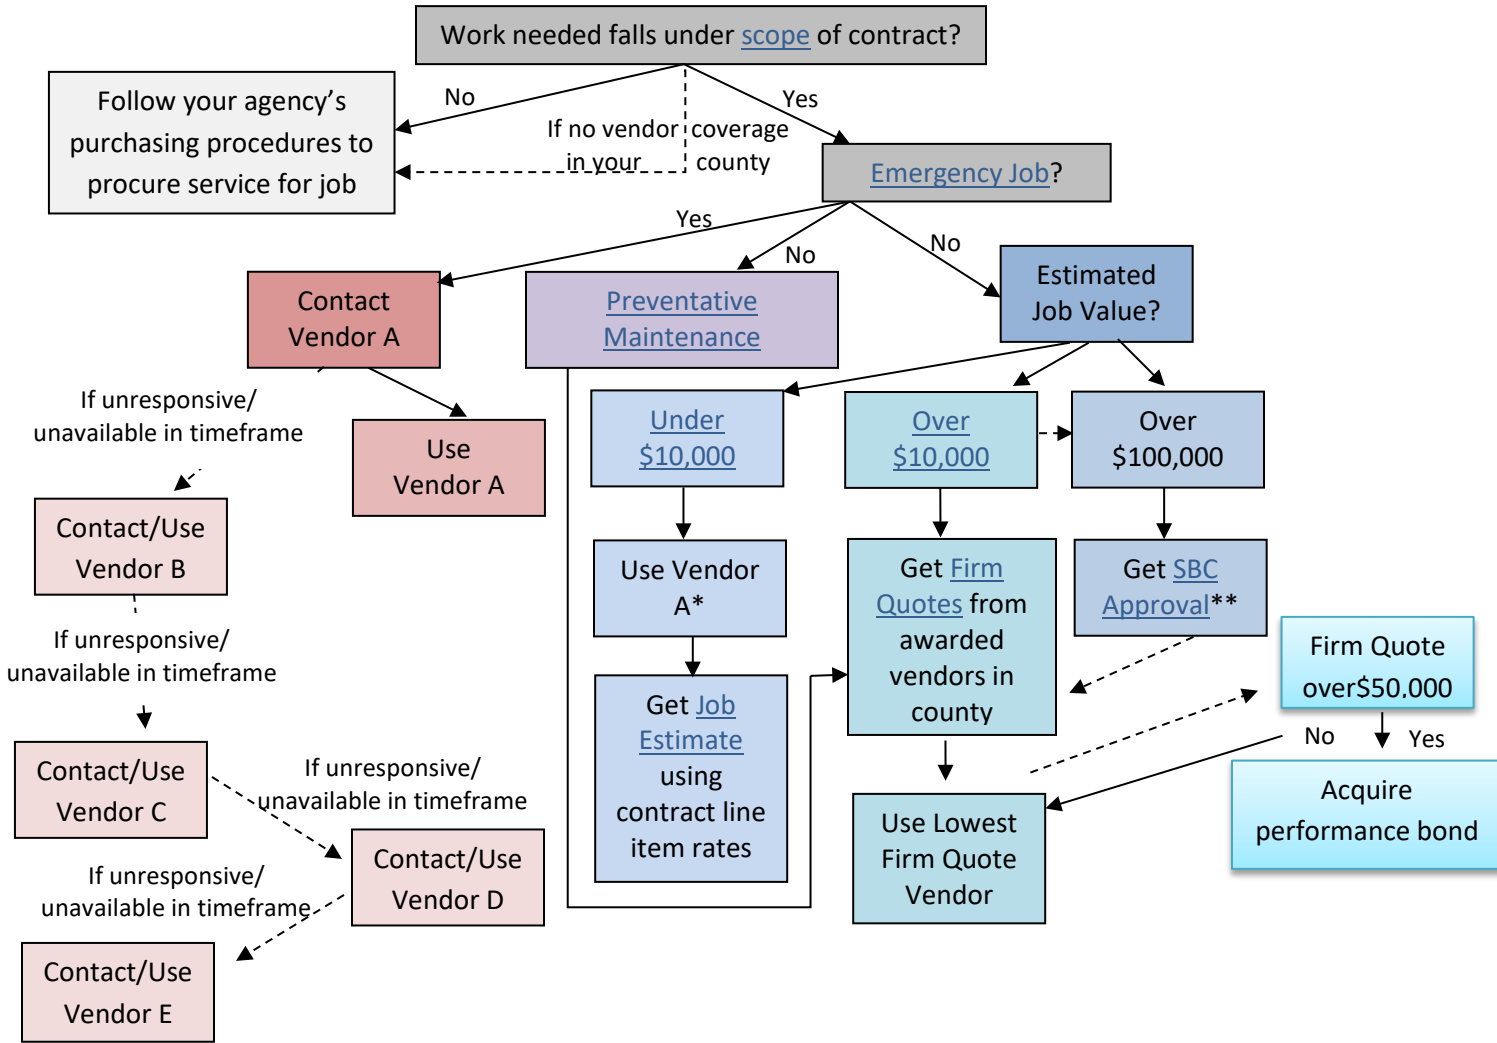 Work needed falls under scope of contract?
No
Yes
Follow your agency’s
purchasing procedures to
procure service for job
If no vendor coverage
in your county
Emergency Job?
Yes
No
No
Contact
Vendor A
Preventative
Maintenance
Estimated
Job Value?
If unresponsive/
unavailable in timeframe
Use
Vendor A
Under
$10,000
Over
$10,000
Over
$100,000
Contact/Use
Vendor B
Use Vendor
A*
Get Firm
Quotes from
awarded
vendors in
county
Get SBC
Approval**
If unresponsive/
unavailable in timeframe
Get Job
Estimate
using
contract line
item rates
Firm Quote
over$50,000
No
Yes
Contact/Use
Vendor C
If unresponsive/
unavailable in timeframe
Use Lowest
Firm Quote
Vendor
Acquire
performance bond
Contact/Use
Vendor D
If unresponsive/
unavailable in timeframe
Contact/Use
Vendor E